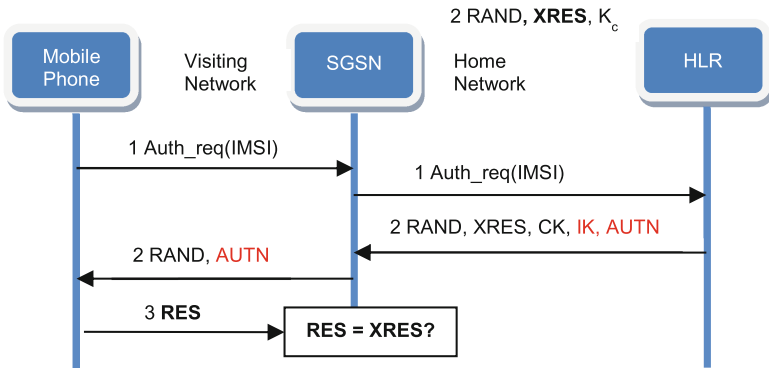 2 RAND, XRES, Kc
Mobile
Phone
Visiting
Network
SGSN
Home
Network
HLR
1 Auth_req(IMSI)
1 Auth_req(IMSI)
2 RAND, XRES, CK, IK, AUTN
2 RAND, AUTN
3 RES
RES = XRES?